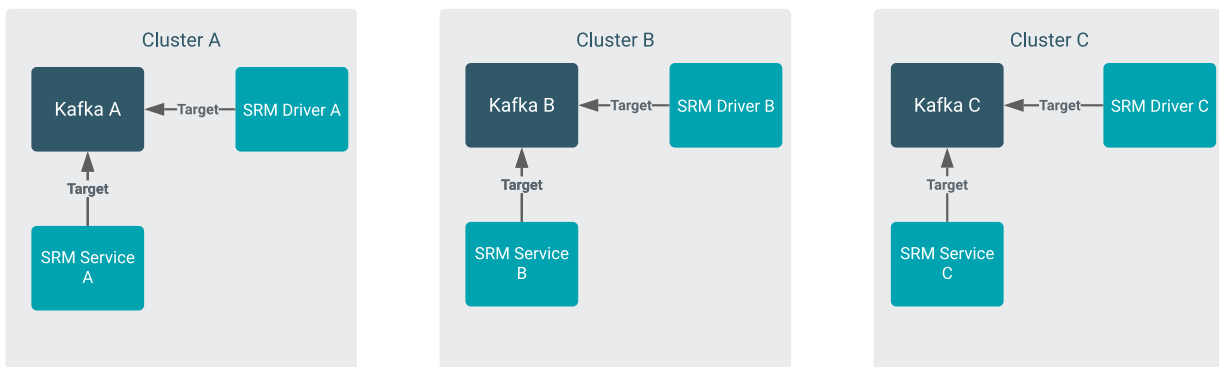 Cluster A
Kafka A
Target
SRM Driver A
Target
SRM Service
A
Cluster B
Kafka B
Target
SRM Driver B
Target
SRM Service
B
Cluster C
Kafka C
Target
SRM Driver C
Target
SRM Service
C